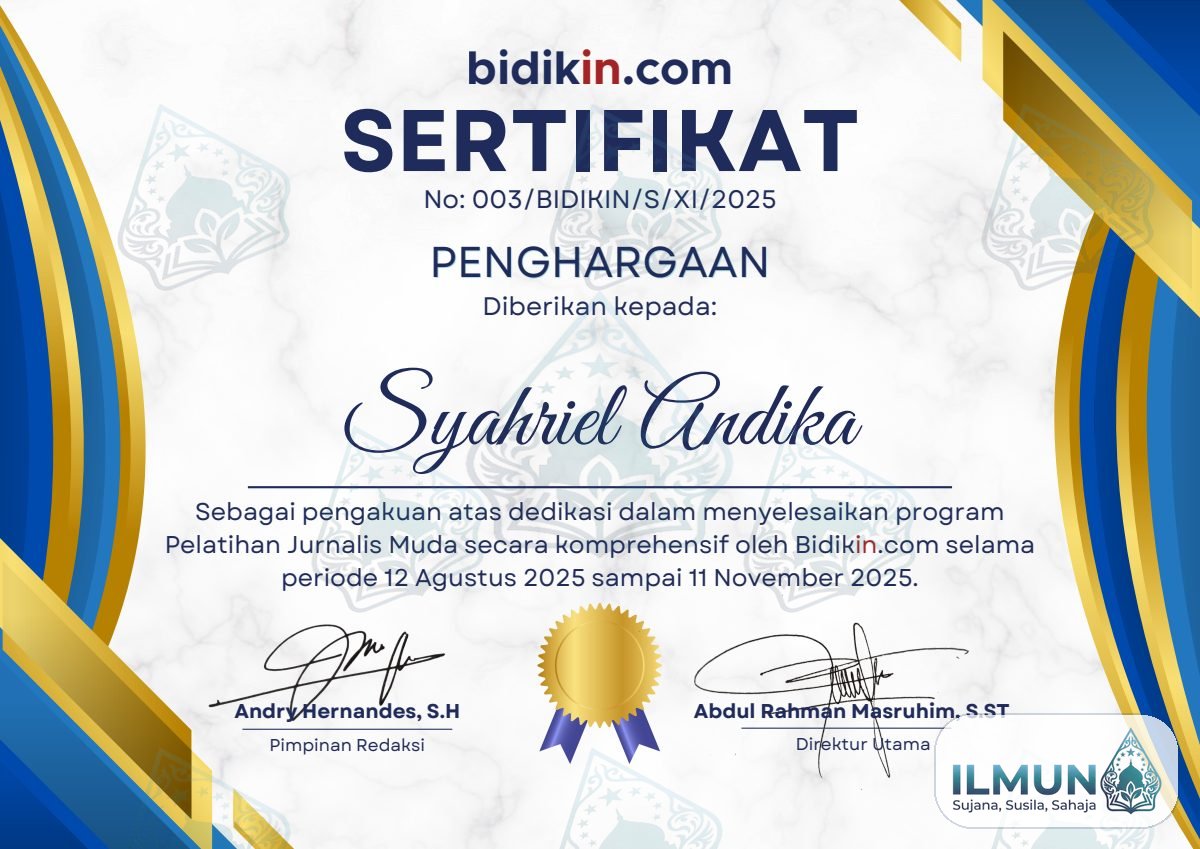 bidikin.com
SERTIFIKAT
No: 003/BIDIKIN/S/XI/2025
PENGHARGAAN
Diberikan kepada:
Syahriel Andika
Sebagai pengakuan atas dedikasi dalam menyelesaikan program
Pelatihan Jurnalis Muda secara komprehensif oleh Bidikin.com selama
periode 12 Agustus 2025 sampai 11 November 2025.
Andry Hernandes, S.H
Pimpinan Redaksi
Abdul Rahman Masruhim, S.ST
Direktur Utama
ILMUN
Sujana, Susila, Sahaja